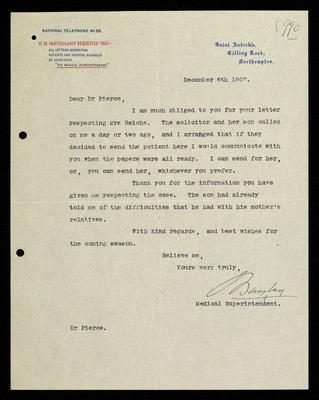 (990
NATIONAL TELEPHONE No 56.
IT IS PARTICULARLY REQUESTED THAT—
ALL LETTERS RESPECTING
PATIENTS AND HOSPITAL BUSINESS
BE ADDRESSED
"THE MEDICAL SUPERINTENDENT"
Saint Andrew's,
Billing Road,
Northampton.
December 6th 1907.
Dear Dr Pierce,
I am much obliged to you for your letter
respecting Mrs Reiche. The solicitor and her son called
on me a day or two ago, and I arranged that if they
decided to send the patient here I would communicate with
you when the papers were all ready. I can send for her,
or, you can send her, whichever you prefer.
Thank you for the information you have
given me respecting the case. The son had already
told me of the difficulties that he had with his mother's
relatives.
With kind regards, and best wishes for
the coming season.
Believe me,
Yours very truly,
Medical Superintendent.
Dr Pierce.